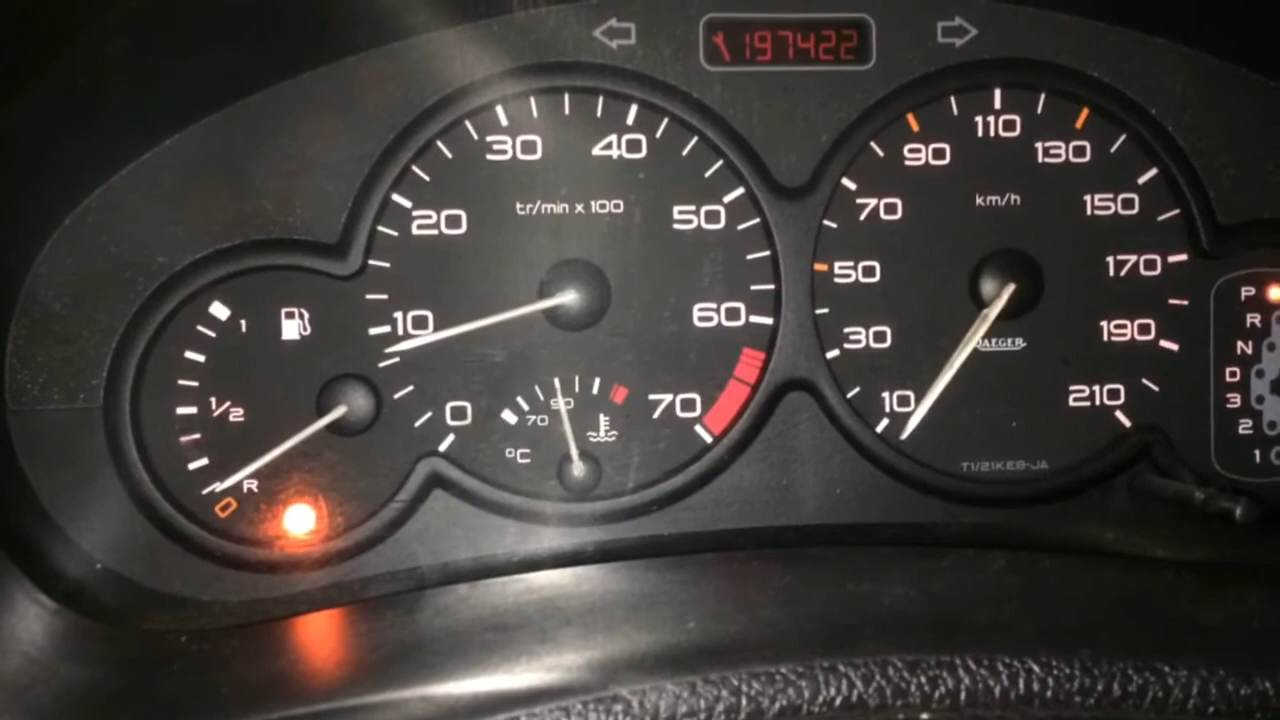 197422
30 40
20 tr/min x 100 50
10 60
0 70
70 90
°C
1
1/2
R
0
110
90 130
70 km/h 150
50 170
30 190
JAEGER
10 210
T1/21KE8-JA
P
R
N
D
3
2
1